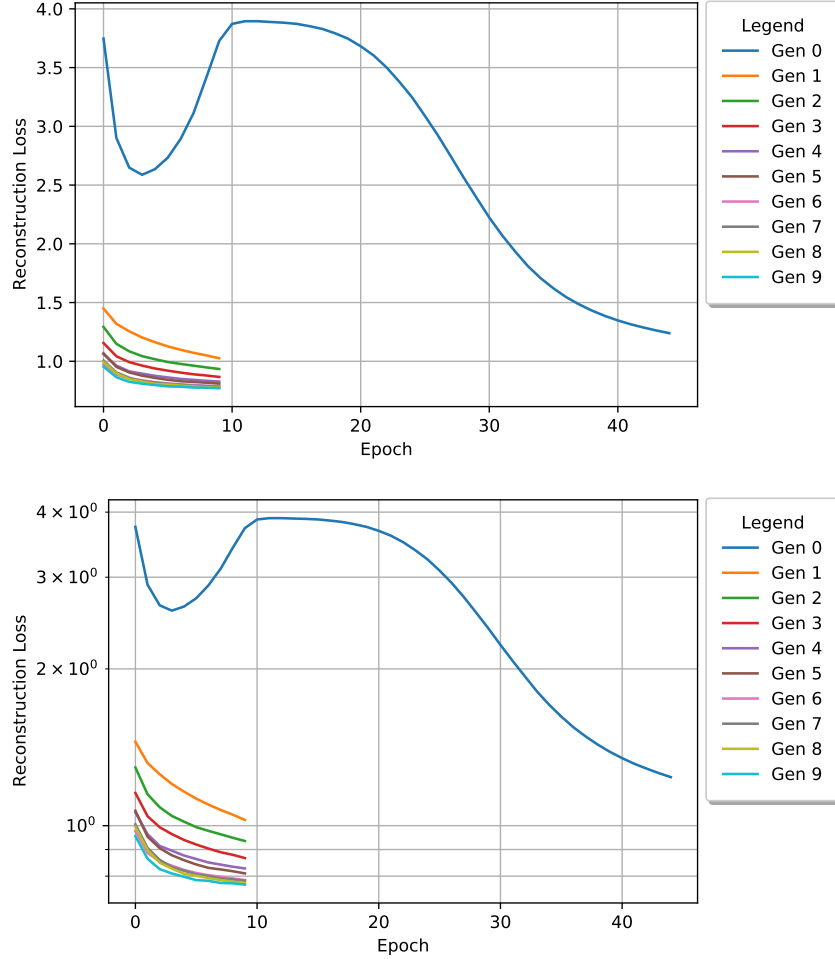 4.0
3.5
3.0
2.5
2.0
1.5
1.0
Reconstruction Loss
0 10 20 30 40
Epoch
Legend
Gen 0
Gen 1
Gen 2
Gen 3
Gen 4
Gen 5
Gen 6
Gen 7
Gen 8
Gen 9
4 × 10⁰
3 × 10⁰
2 × 10⁰
10⁰
Reconstruction Loss
0 10 20 30 40
Epoch
Legend
Gen 0
Gen 1
Gen 2
Gen 3
Gen 4
Gen 5
Gen 6
Gen 7
Gen 8
Gen 9